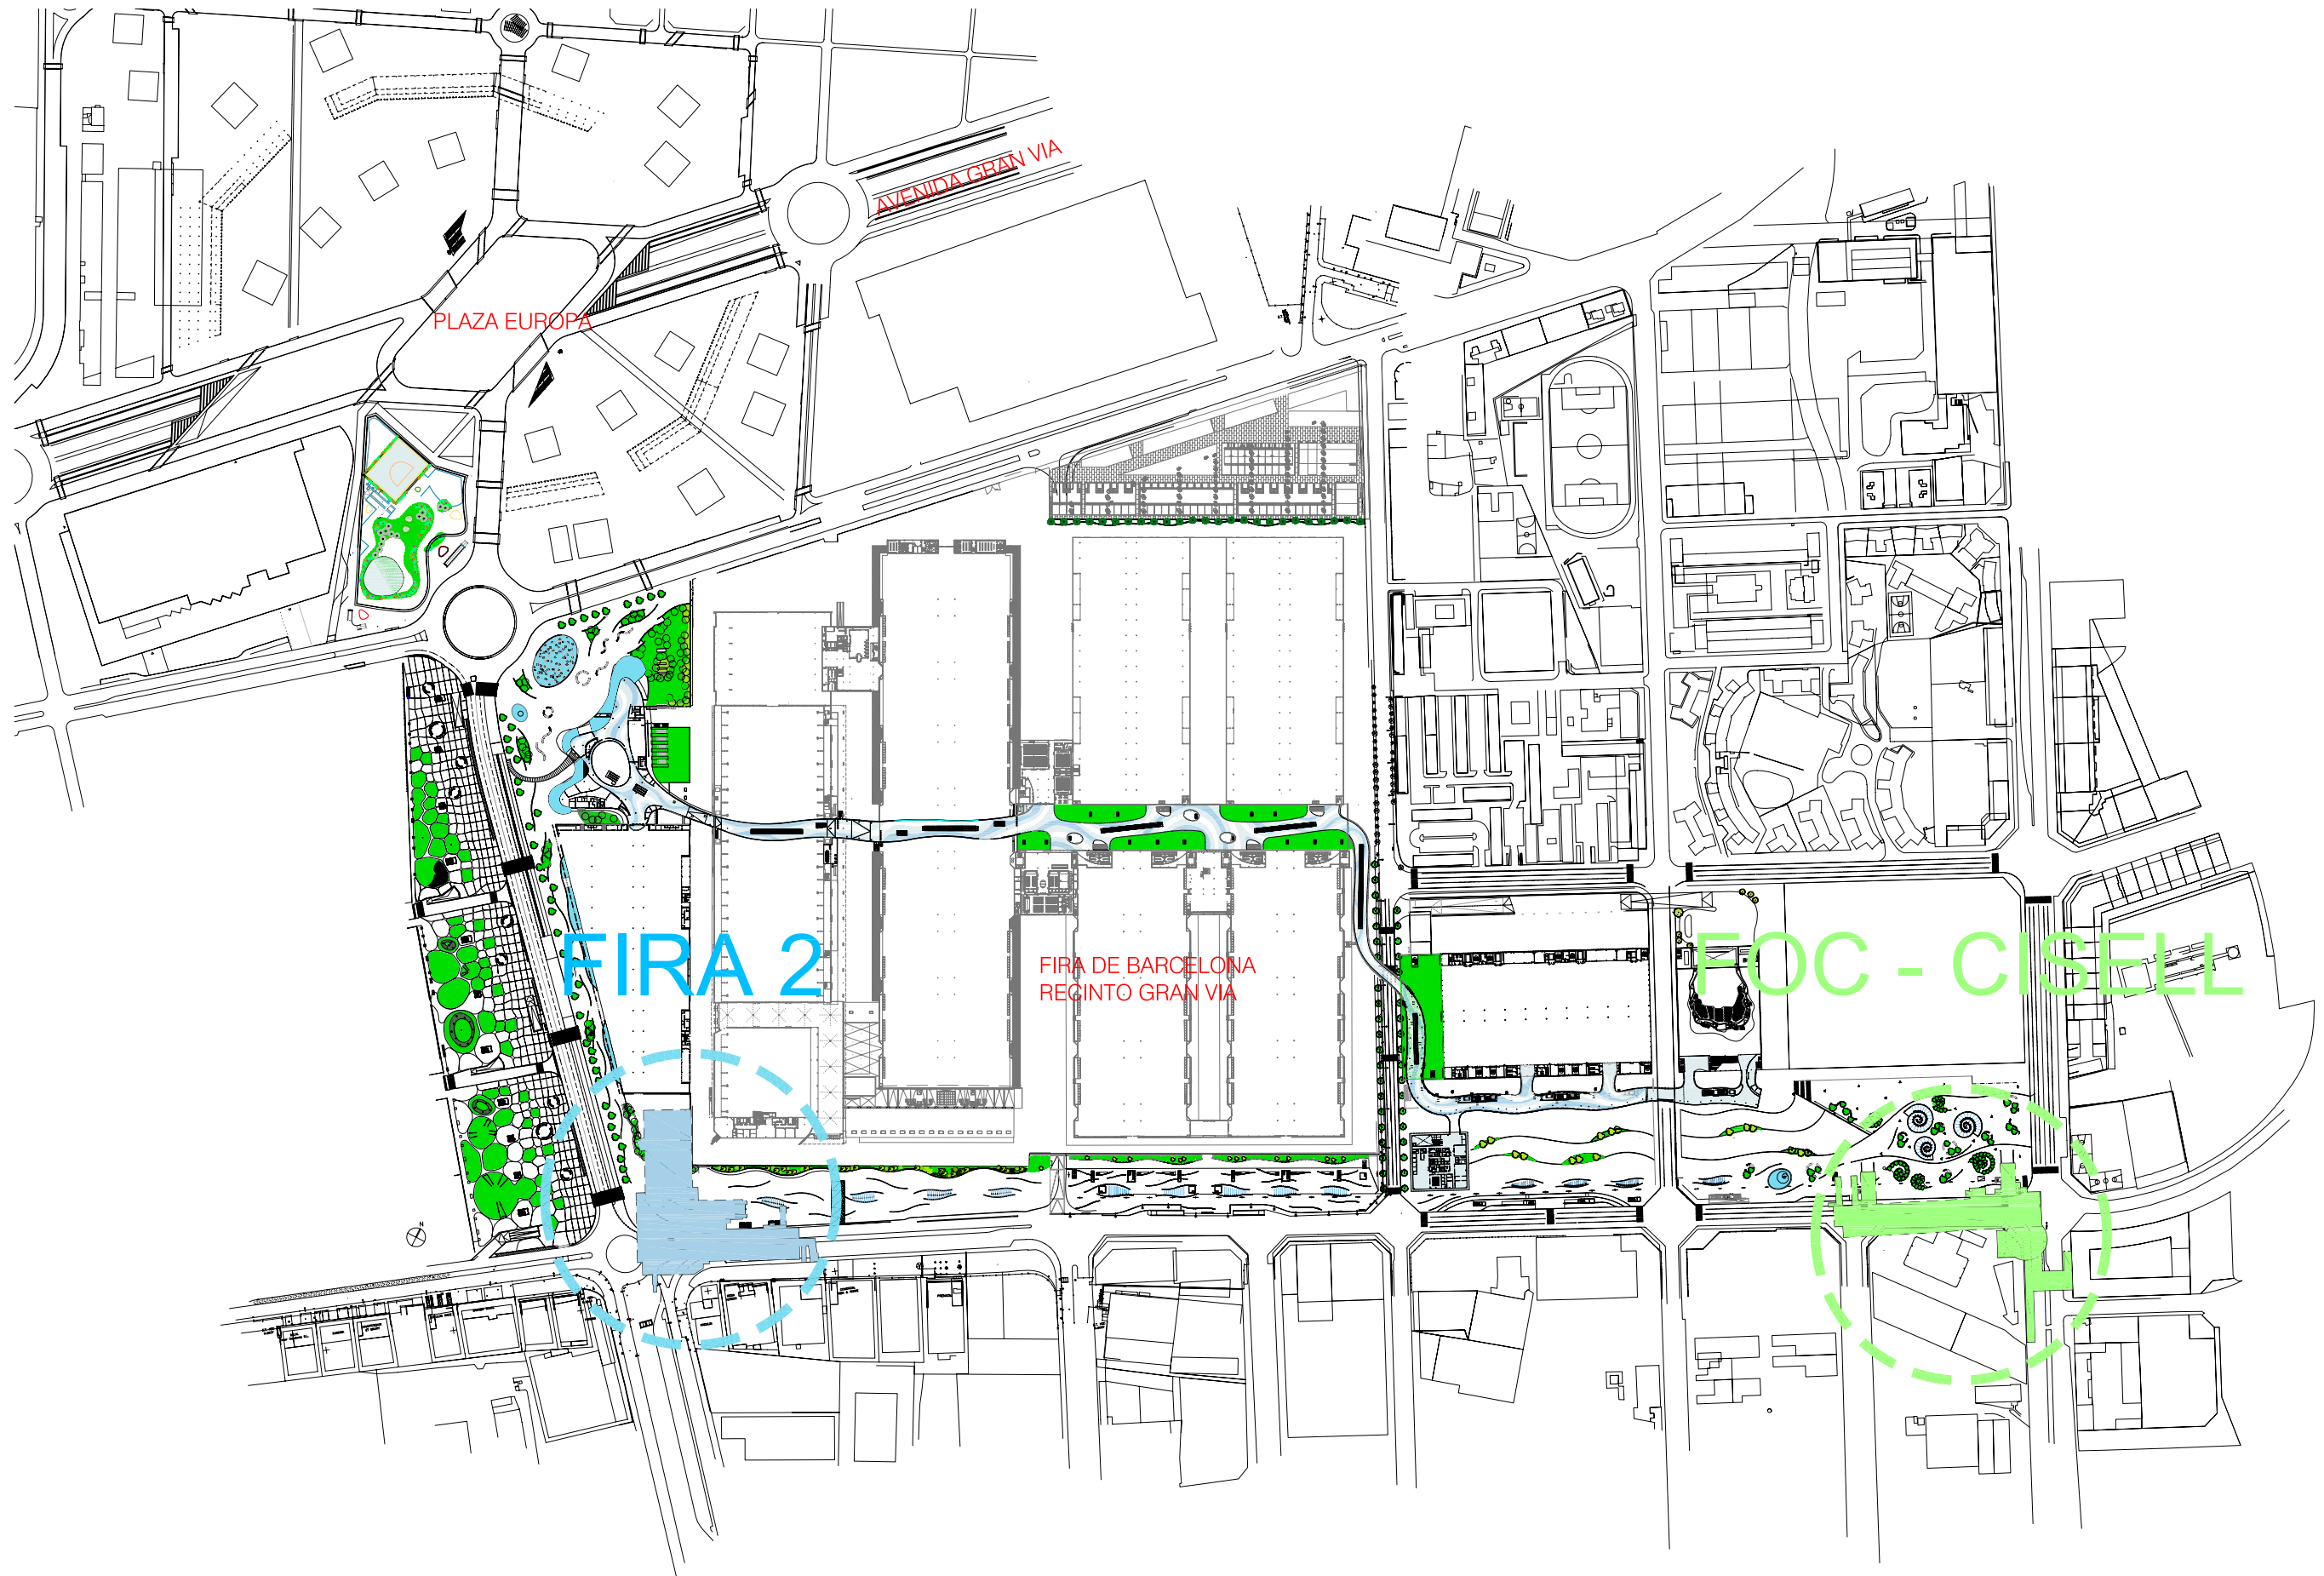 AVENIDA GRAN VIA
PLAZA EUROPA
FIRA 2
FIRA DE BARCELONA
RECINTO GRAN VIA
FOC - CISELL
N